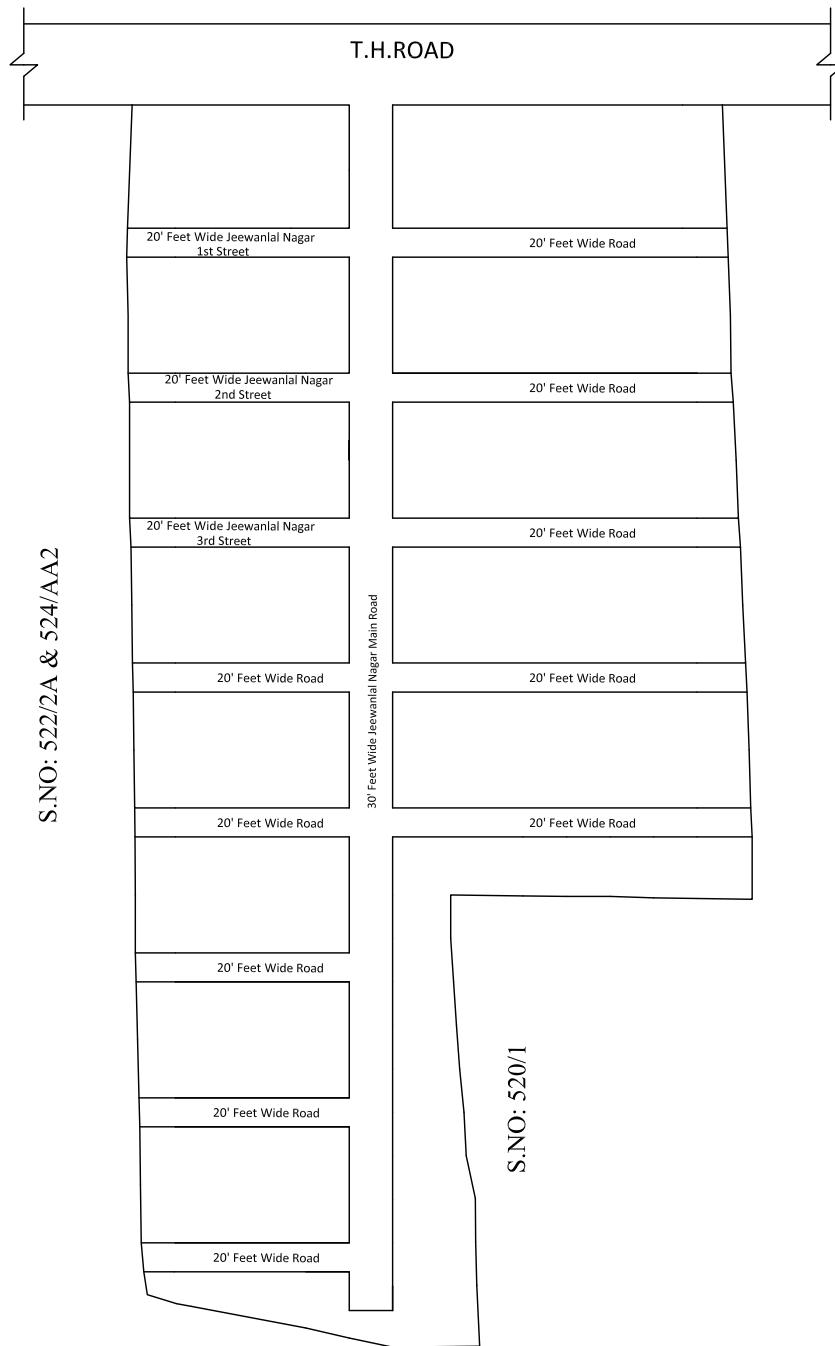 T.H.ROAD
20' Feet Wide Jeewanlal Nagar
1st Street
20' Feet Wide Road
20' Feet Wide Jeewanlal Nagar
2nd Street
20' Feet Wide Road
20' Feet Wide Jeewanlal Nagar
3rd Street
20' Feet Wide Road
S.NO: 522/2A & 524/AA2
30' Feet Wide Jeewanlal Nagar Main Road
20' Feet Wide Road
20' Feet Wide Road
20' Feet Wide Road
20' Feet Wide Road
20' Feet Wide Road
S.NO: 520/1
20' Feet Wide Road
20' Feet Wide Road